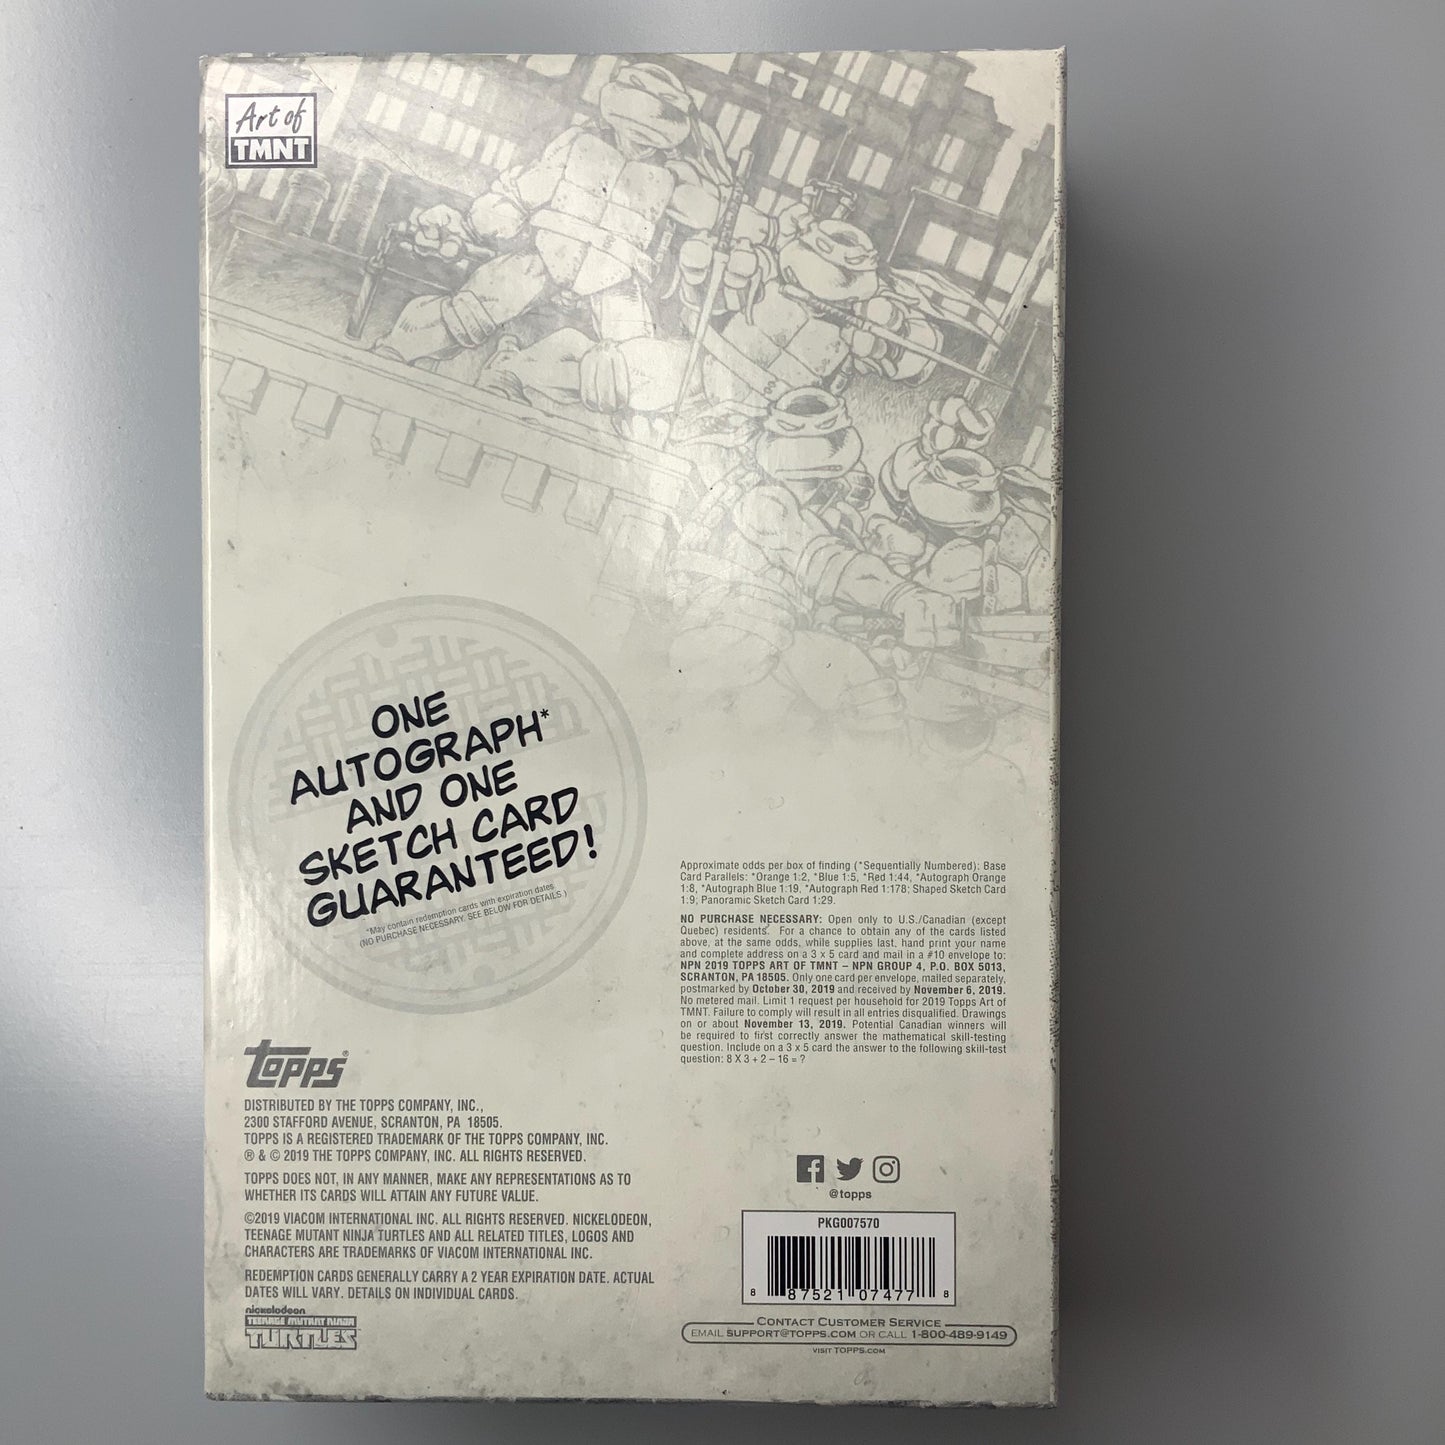 Art of
TMNT
ONE
AUTOGRAPH*
AND ONE
SKETCH CARD
GUARANTEED!
*May contain redemption cards with expiration dates
(NO PURCHASE NECESSARY. SEE BELOW FOR DETAILS.)
Approximate odds per box of finding (*Sequentially Numbered): Base
Card Parallels: *Orange 1:2, *Blue 1:5, *Red 1:44, *Autograph Orange
1:8, *Autograph Blue 1:19, *Autograph Red 1:178; Shaped Sketch Card
1:9; Panoramic Sketch Card 1:29.
NO PURCHASE NECESSARY: Open only to U.S./Canadian (except
Quebec) residents. For a chance to obtain any of the cards listed
above, at the same odds, while supplies last, hand print your name
and complete address on a 3 x 5 card and mail in a #10 envelope to:
NPN 2019 TOPPS ART OF TMNT – NPN GROUP 4, P.O. BOX 5013,
SCRANTON, PA 18505. Only one card per envelope, mailed separately,
postmarked by October 30, 2019 and received by November 6, 2019.
No metered mail. Limit 1 request per household for 2019 Topps Art of
TMNT. Failure to comply will result in all entries disqualified. Drawings
on or about November 13, 2019. Potential Canadian winners will
be required to first correctly answer the mathematical skill-testing
question. Include on a 3 x 5 card the answer to the following skill-test
question: 8 X 3 + 2 – 16 = ?
topps®
DISTRIBUTED BY THE TOPPS COMPANY, INC.,
2300 STAFFORD AVENUE, SCRANTON, PA 18505.
TOPPS IS A REGISTERED TRADEMARK OF THE TOPPS COMPANY, INC.
® & © 2019 THE TOPPS COMPANY, INC. ALL RIGHTS RESERVED.
TOPPS DOES NOT, IN ANY MANNER, MAKE ANY REPRESENTATIONS AS TO
WHETHER ITS CARDS WILL ATTAIN ANY FUTURE VALUE.
©2019 VIACOM INTERNATIONAL INC. ALL RIGHTS RESERVED. NICKELODEON,
TEENAGE MUTANT NINJA TURTLES AND ALL RELATED TITLES, LOGOS AND
CHARACTERS ARE TRADEMARKS OF VIACOM INTERNATIONAL INC.
REDEMPTION CARDS GENERALLY CARRY A 2 YEAR EXPIRATION DATE. ACTUAL
DATES WILL VARY. DETAILS ON INDIVIDUAL CARDS.
nickelodeon
TEENAGE MUTANT NINJA
TURTLES
@topps
PKG007570
8 87521 07477 8
CONTACT CUSTOMER SERVICE
EMAIL SUPPORT@TOPPS.COM OR CALL 1-800-489-9149
VISIT TOPPS.COM